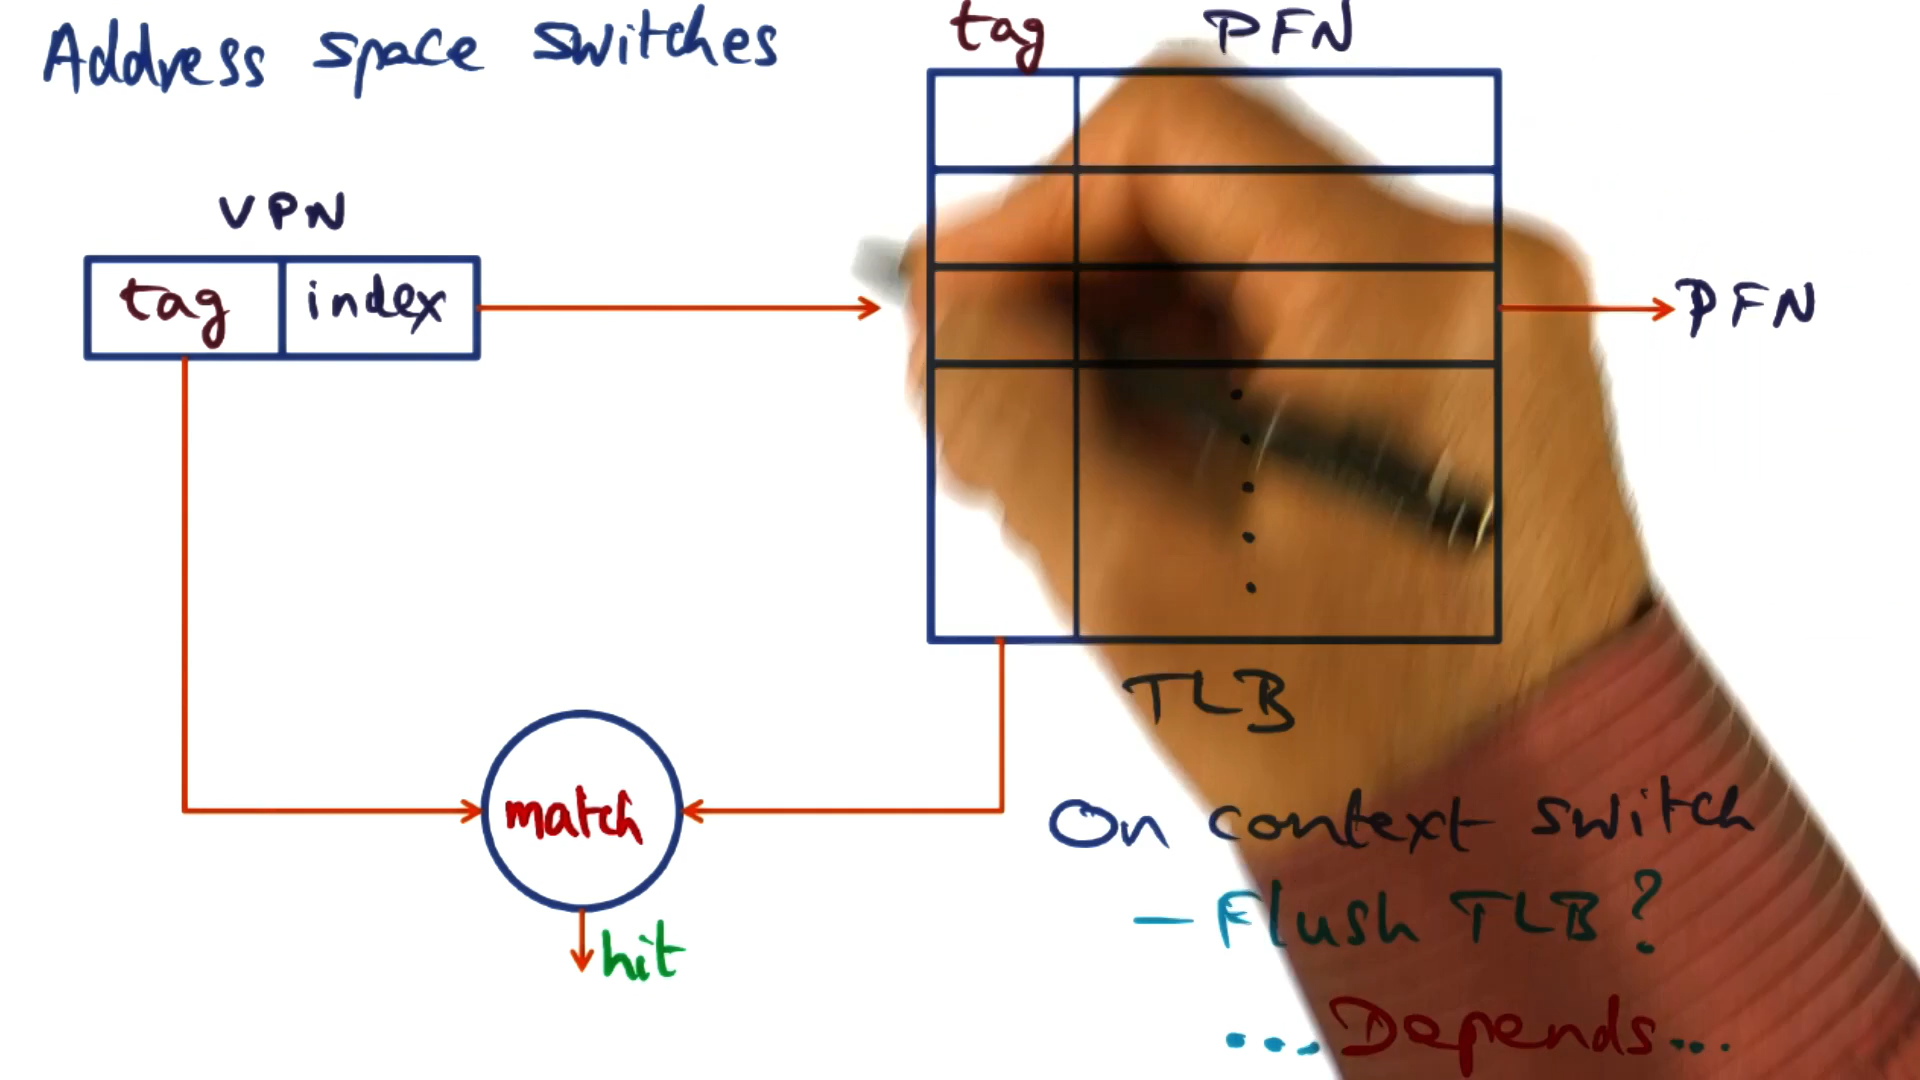 Address space switches
tag PFN
VPN
tag index
PFN
TLB
match
hit
On context switch
— Flush TLB?
... Depends...